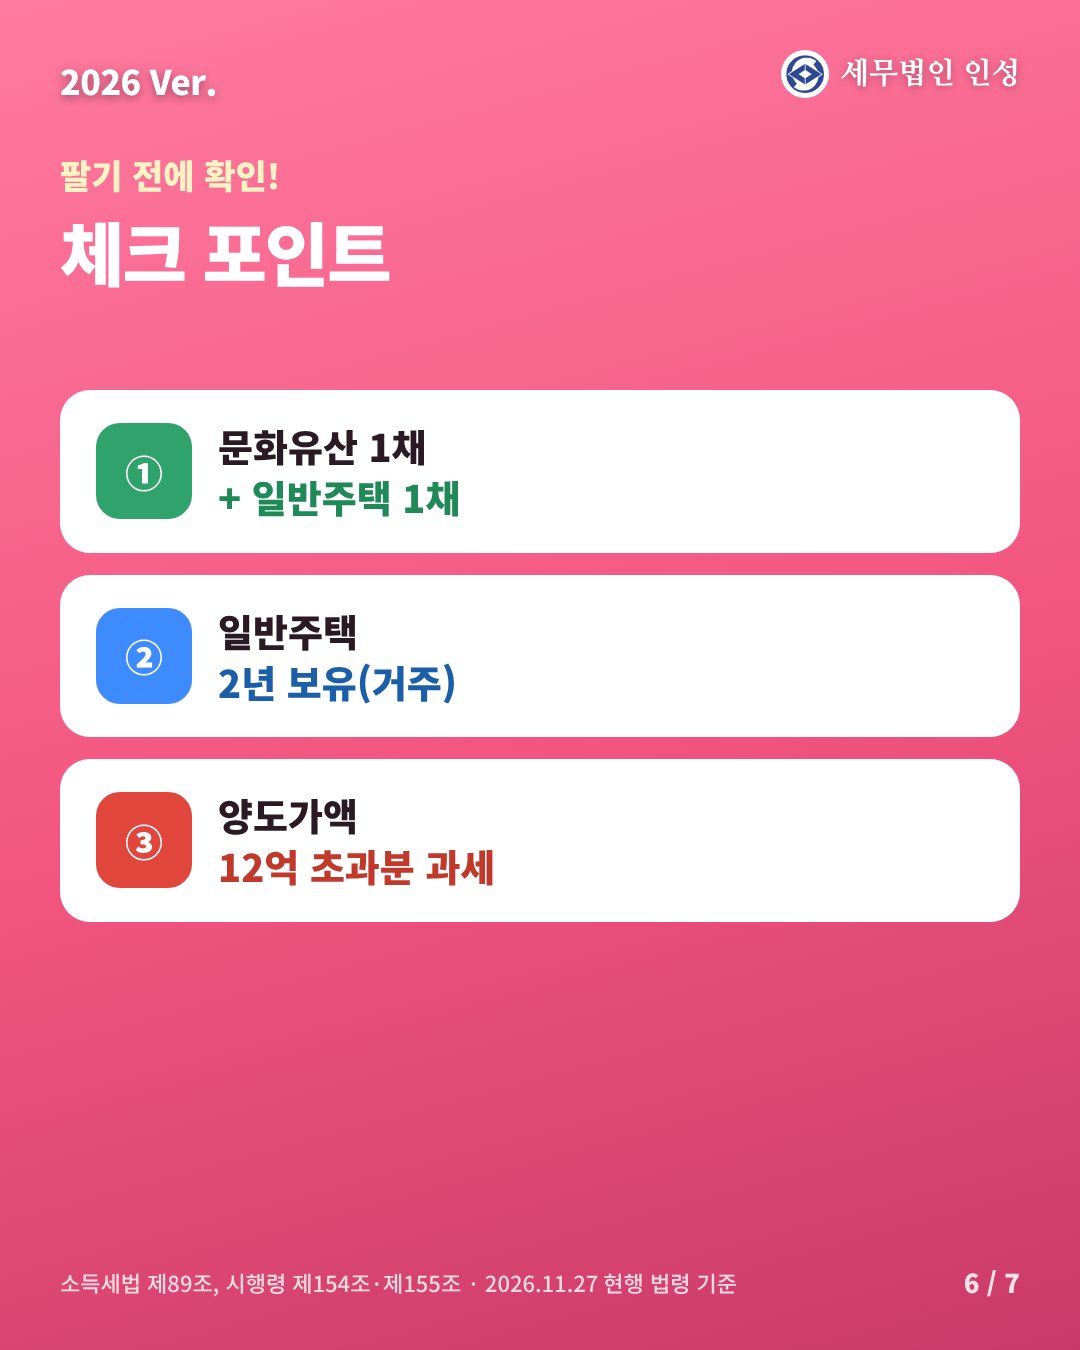 2026 Ver.
세무법인 인성
팔기 전에 확인!
체크 포인트
①
문화유산 1채
+ 일반주택 1채
②
일반주택
2년 보유(거주)
③
양도가액
12억 초과분 과세
소득세법 제89조, 시행령 제154조·제155조 · 2026.11.27 현행 법령 기준
6 / 7